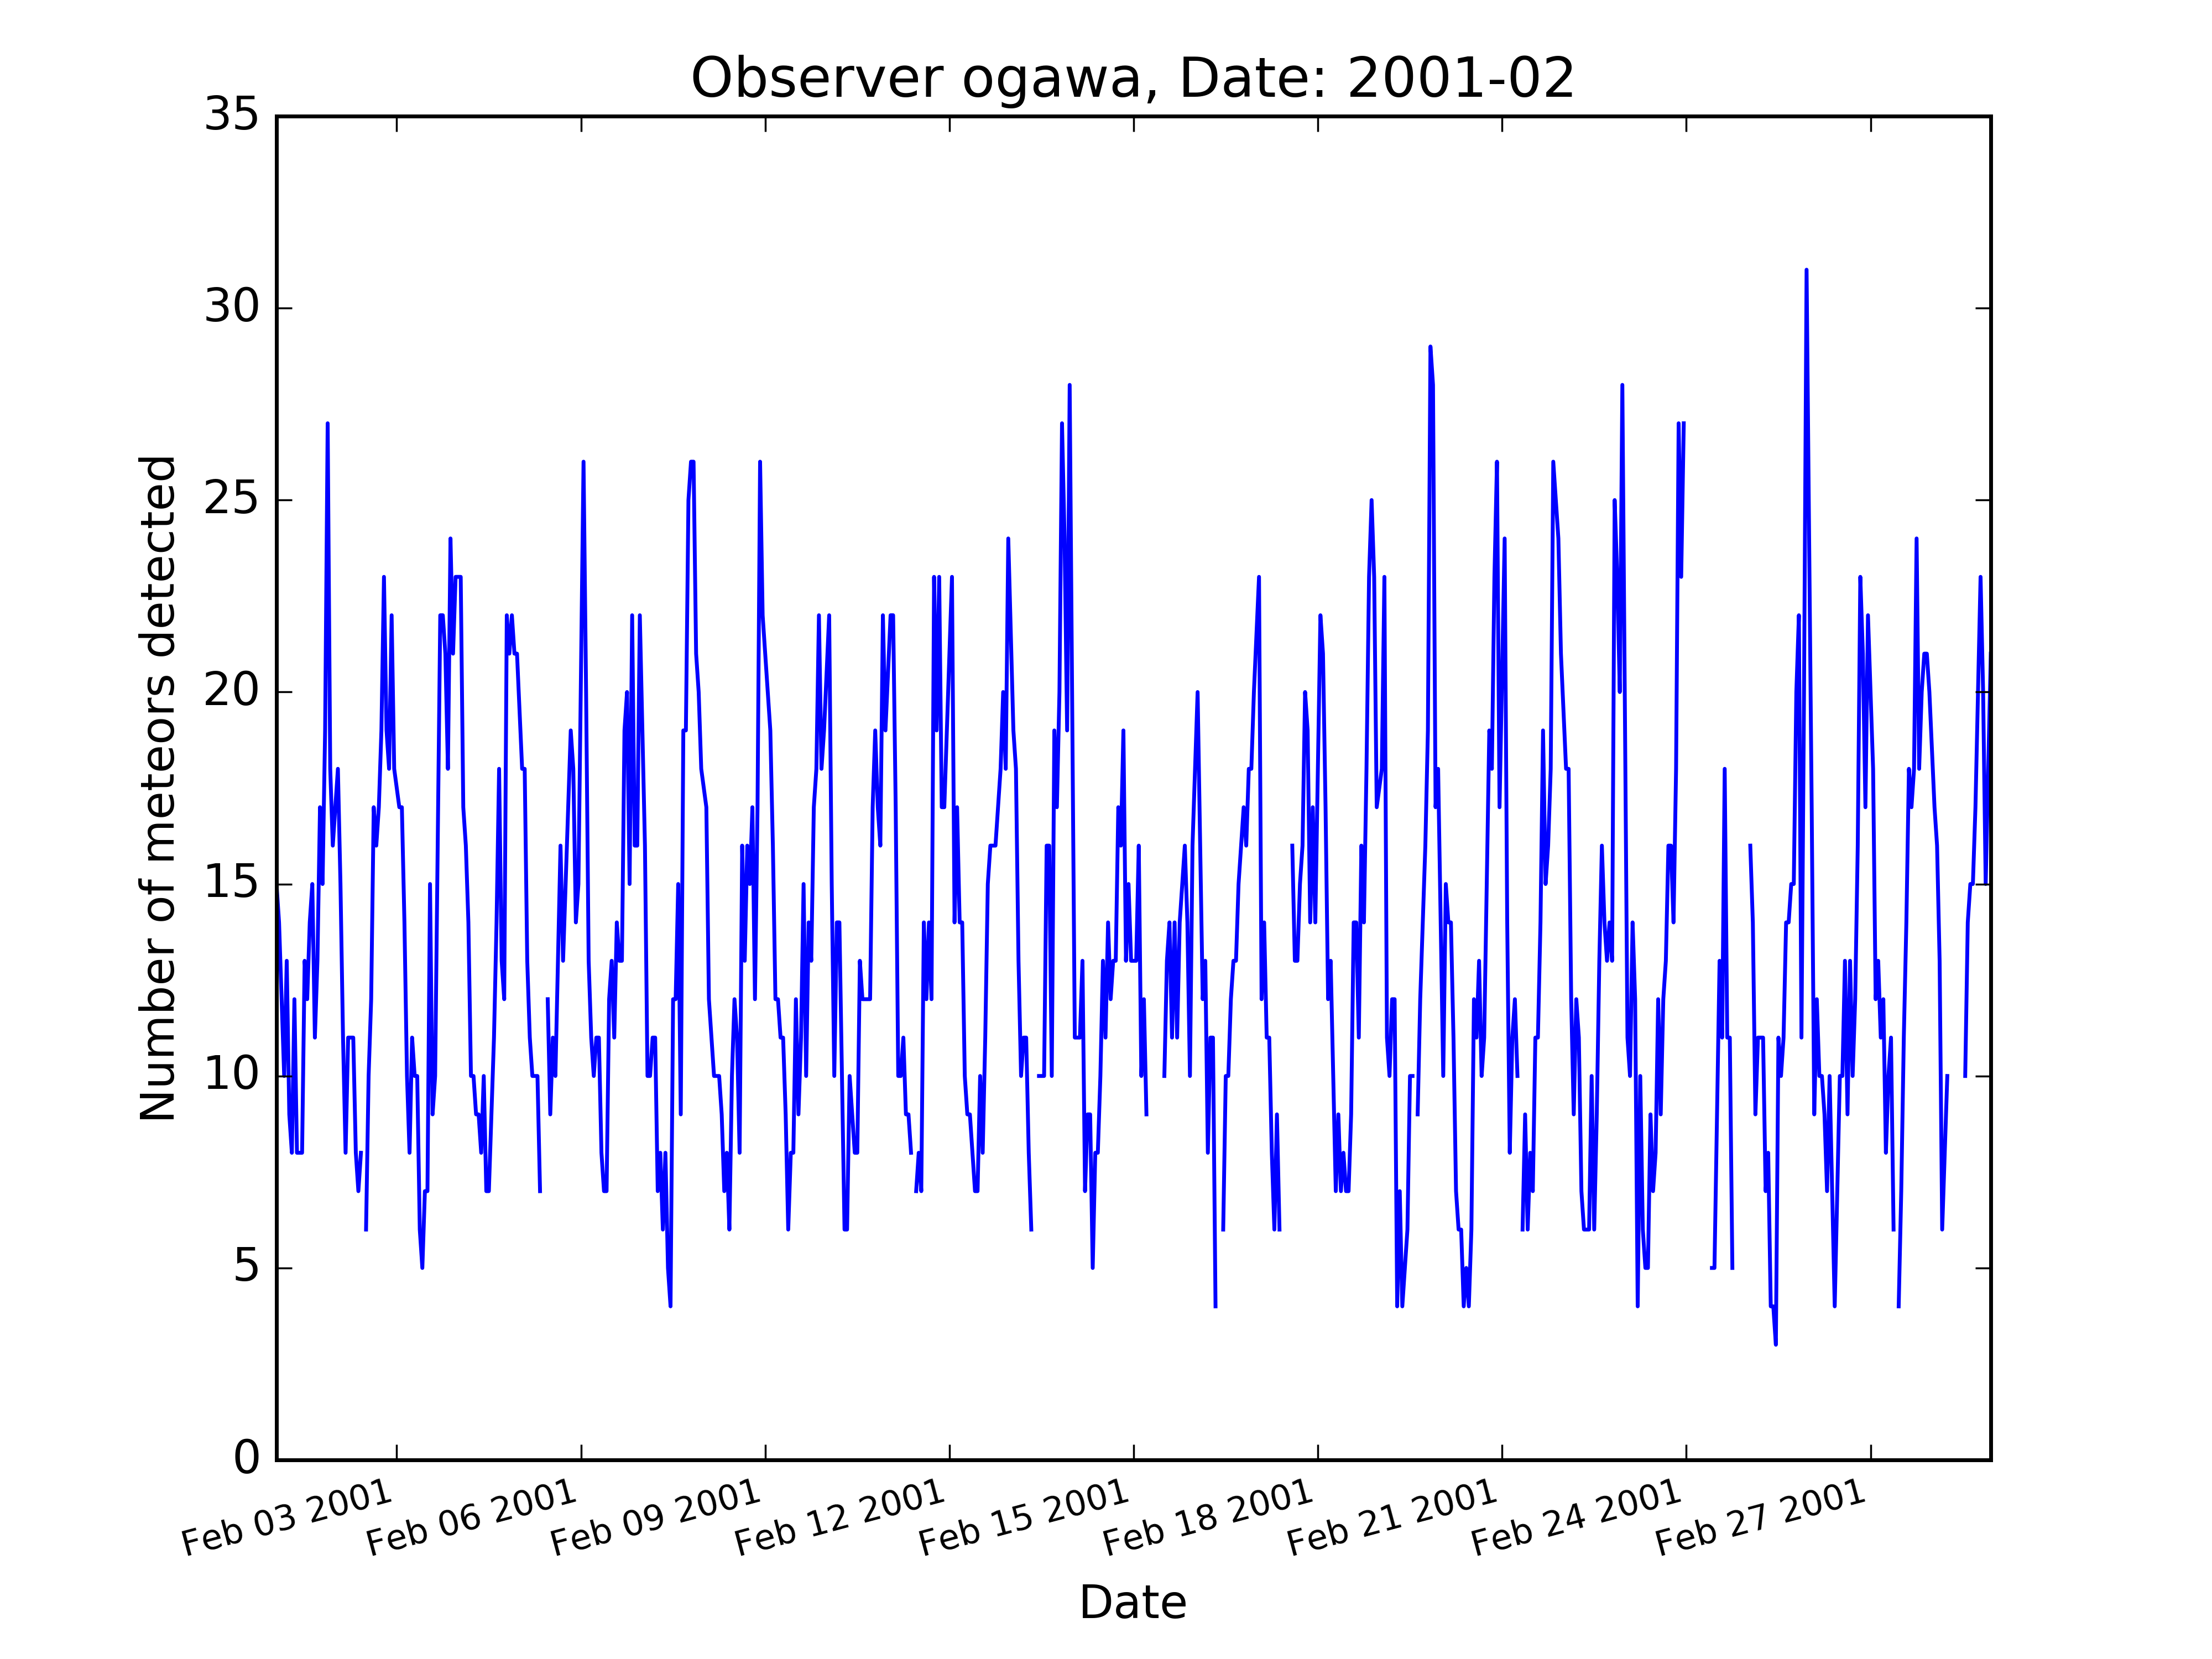 Observer ogawa, Date: 2001-02
Number of meteors detected
35
30
25
20
15
10
5
0
Feb 03 2001
Feb 06 2001
Feb 09 2001
Feb 12 2001
Feb 15 2001
Feb 18 2001
Feb 21 2001
Feb 24 2001
Feb 27 2001
Date